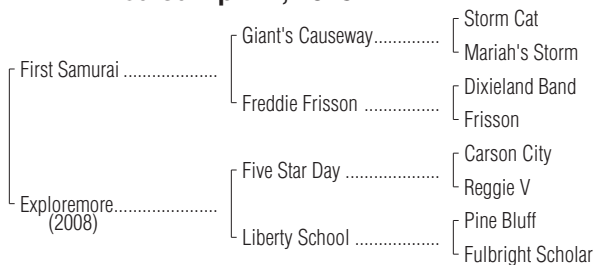 Storm Cat
Giant's Causeway..............
Mariah's Storm
First Samurai ....................
Dixieland Band
Freddie Frisson ................
Frisson
Carson City
Five Star Day ....................
Reggie V
Exploremore......................
(2008)
Pine Bluff
Liberty School ..................
Fulbright Scholar